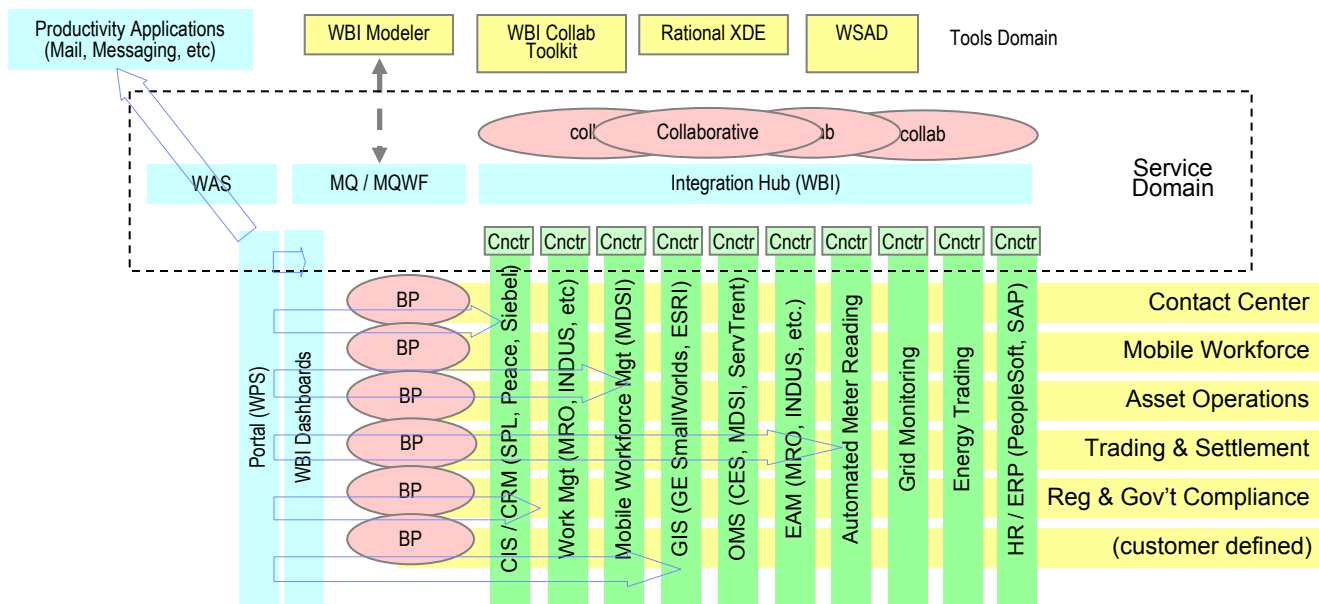 Productivity Applications
(Mail, Messaging, etc)
WBI Modeler
WBI Collab
Toolkit
Rational XDE
WSAD
Tools Domain
Collaborative
collab
WAS
MQ / MQWF
Integration Hub (WBI)
Service
Domain
Cnctr
Cnctr
Cnctr
Cnctr
Cnctr
Cnctr
Cnctr
Cnctr
Cnctr
Cnctr
Portal (WPS)
WBI Dashboards
BP
BP
BP
BP
BP
BP
CIS / CRM (SPL, Peace, Siebel)
Work Mgt (MRO, INDUS, etc)
Mobile Workforce Mgt (MDSI)
GIS (GE SmallWorlds, ESRI)
OMS (CES, MDSI, ServTrent)
EAM (MRO, INDUS, etc.)
Automated Meter Reading
Grid Monitoring
Energy Trading
HR / ERP (PeopleSoft, SAP)
Contact Center
Mobile Workforce
Asset Operations
Trading & Settlement
Reg & Gov't Compliance
(customer defined)